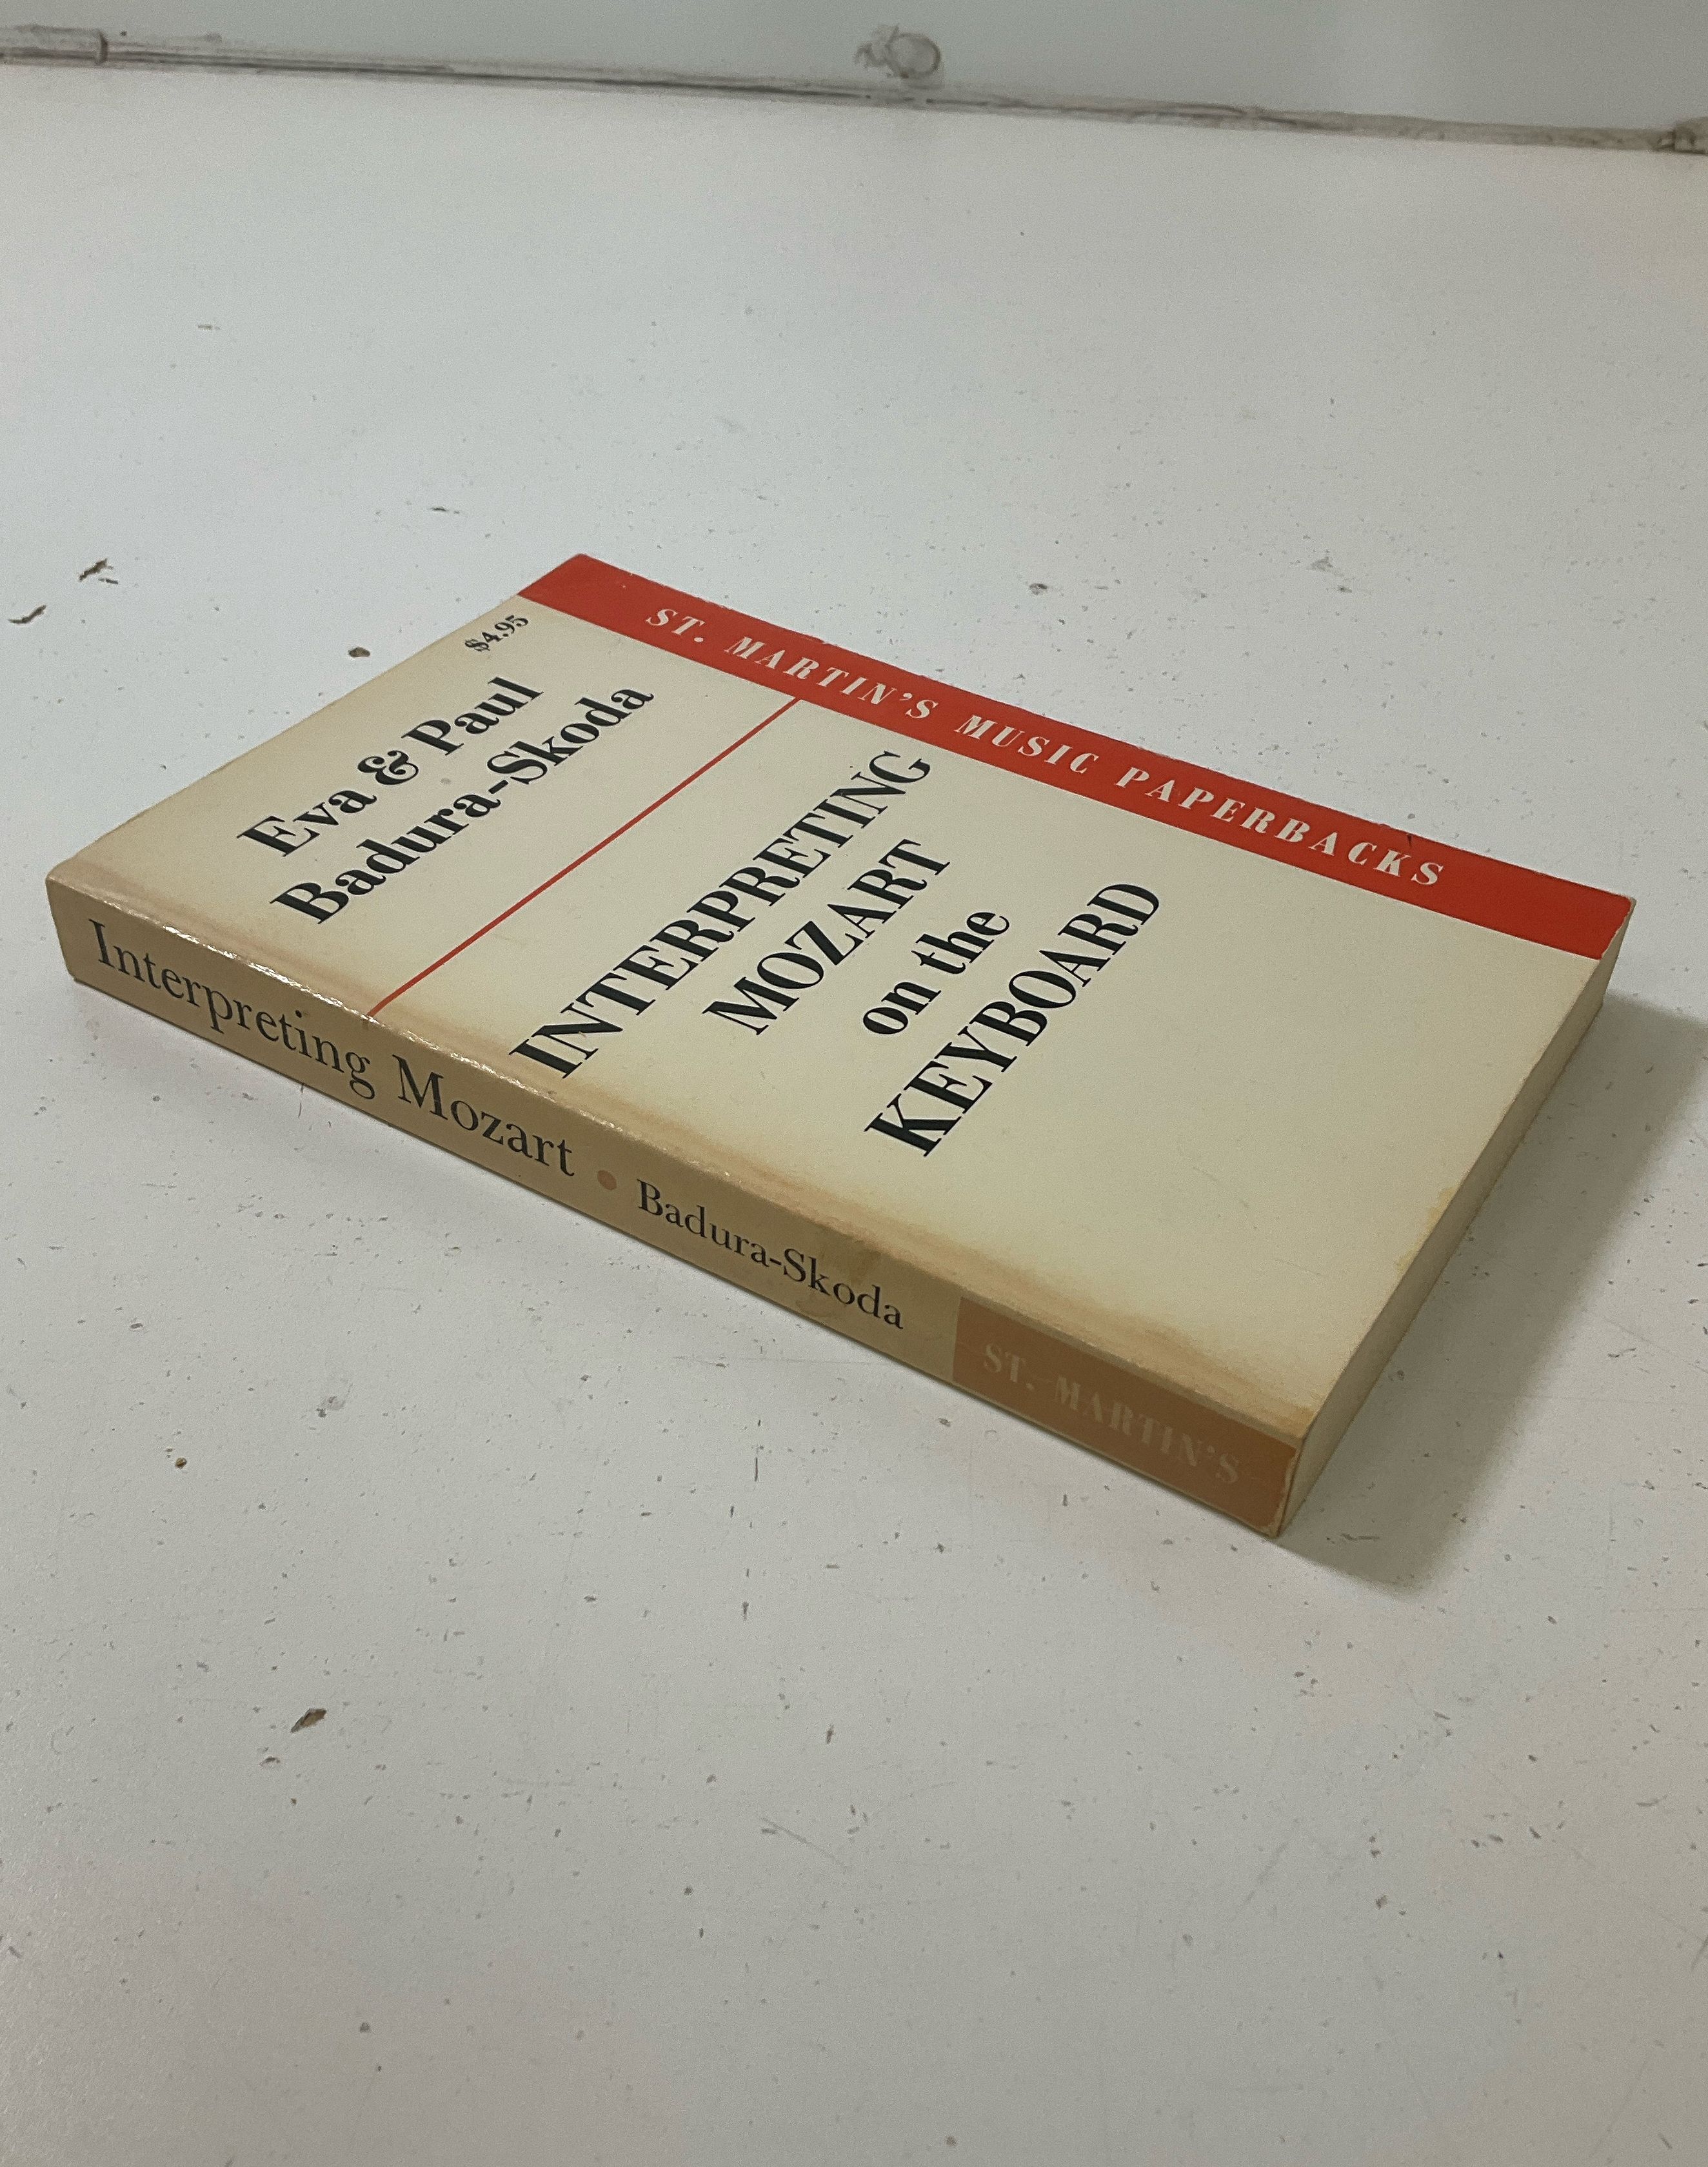 $4.95
Eva & Paul
Badura-Skoda
INTERPRETING
MOZART
on the
KEYBOARD
ST. MARTIN'S MUSIC PAPERBACKS
Interpreting Mozart • Badura-Skoda
ST. MARTIN'S